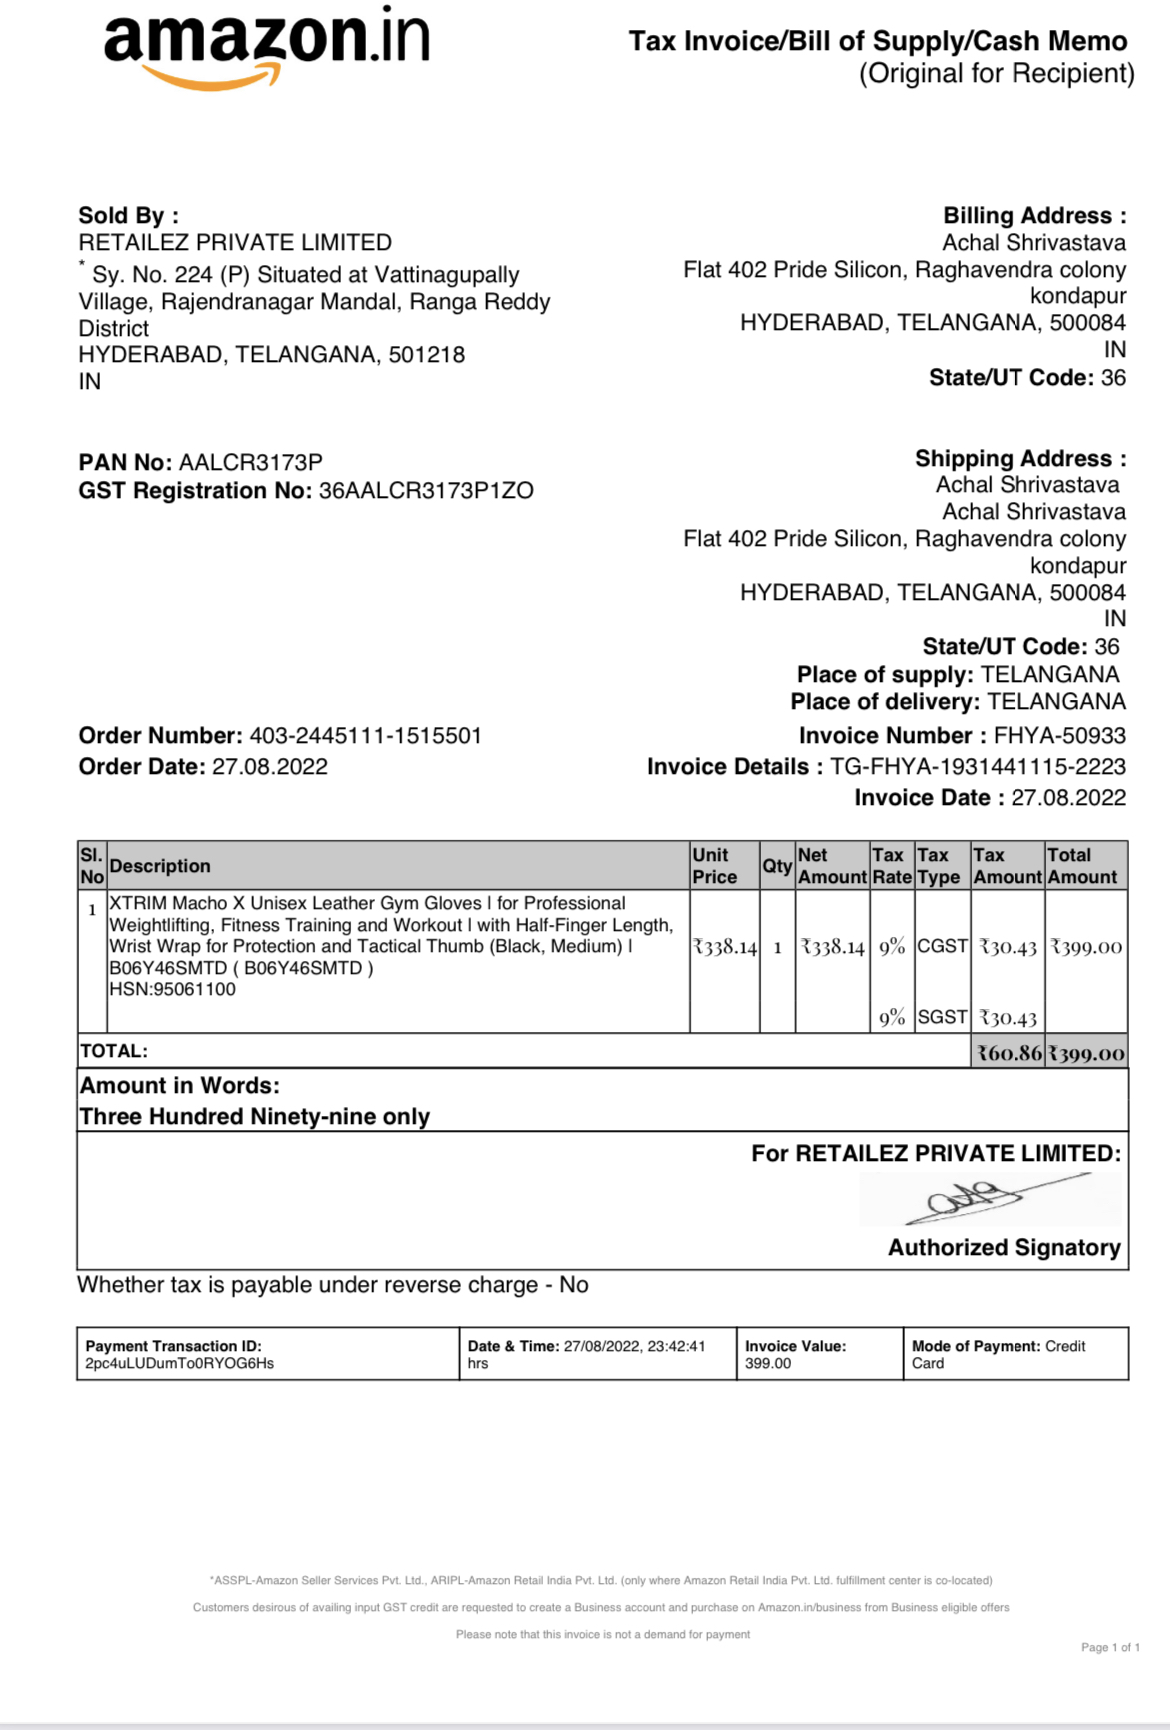 amazon.in
Tax Invoice/Bill of Supply/Cash Memo
(Original for Recipient)
Sold By :
RETAILEZ PRIVATE LIMITED
* Sy. No. 224 (P) Situated at Vattinagupally
Village, Rajendranagar Mandal, Ranga Reddy
District
HYDERABAD, TELANGANA, 501218
IN
Billing Address :
Achal Shrivastava
Flat 402 Pride Silicon, Raghavendra colony
kondapur
HYDERABAD, TELANGANA, 500084
IN
State/UT Code: 36
PAN No: AALCR3173P
GST Registration No: 36AALCR3173P1ZO
Shipping Address :
Achal Shrivastava
Achal Shrivastava
Flat 402 Pride Silicon, Raghavendra colony
kondapur
HYDERABAD, TELANGANA, 500084
IN
State/UT Code: 36
Place of supply: TELANGANA
Place of delivery: TELANGANA
Order Number: 403-2445111-1515501
Order Date: 27.08.2022
Invoice Number : FHYA-50933
Invoice Details : TG-FHYA-1931441115-2223
Invoice Date : 27.08.2022
Sl. No Description Unit Price Qty Net Amount Tax Rate Tax Type Tax Amount Total Amount
1 XTRIM Macho X Unisex Leather Gym Gloves | for Professional
Weightlifting, Fitness Training and Workout | with Half-Finger Length,
Wrist Wrap for Protection and Tactical Thumb (Black, Medium) | ₹338.14 1 ₹338.14 9% CGST ₹30.43 ₹399.00
B06Y46SMTD ( B06Y46SMTD )
HSN:95061100
9% SGST ₹30.43
TOTAL: ₹60.86 ₹399.00
Amount in Words:
Three Hundred Ninety-nine only
For RETAILEZ PRIVATE LIMITED:
Authorized Signatory
Whether tax is payable under reverse charge - No
Payment Transaction ID:
2pc4uLUDumTo0RYOG6Hs
Date & Time: 27/08/2022, 23:42:41
hrs
Invoice Value:
399.00
Mode of Payment: Credit
Card
*ASSPL-Amazon Seller Services Pvt. Ltd., ARIPL-Amazon Retail India Pvt. Ltd. (only where Amazon Retail India Pvt. Ltd. fulfillment center is co-located)
Customers desirous of availing input GST credit are requested to create a Business account and purchase on Amazon.in/business from Business eligible offers
Please note that this invoice is not a demand for payment
Page 1 of 1